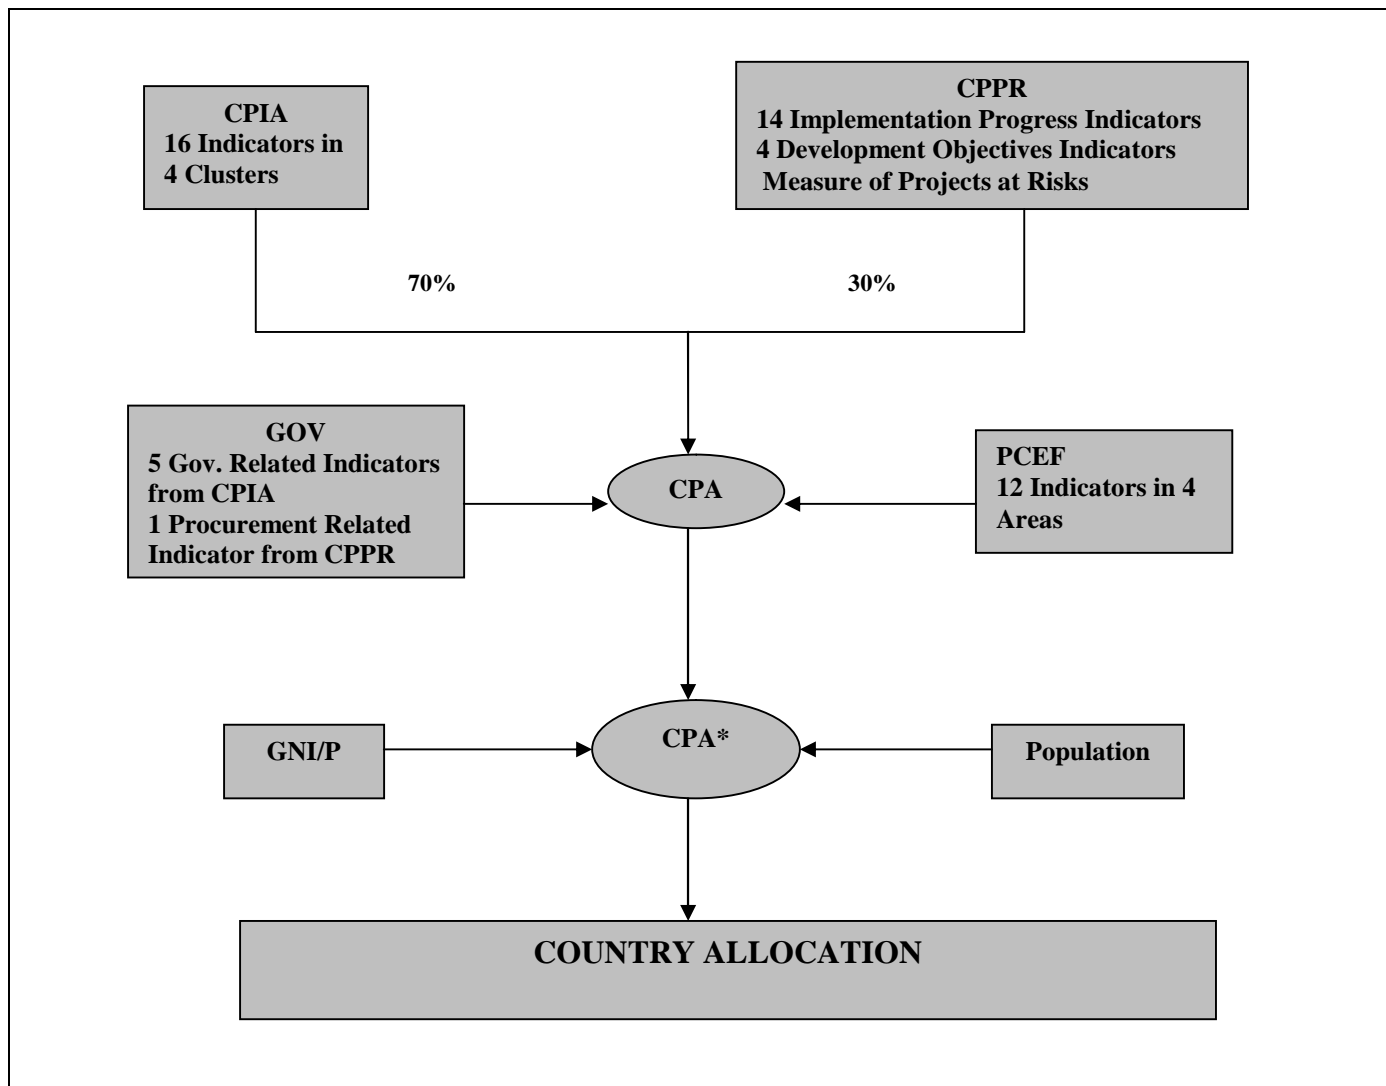 CPIA
16 Indicators in
4 Clusters
CPPR
14 Implementation Progress Indicators
4 Development Objectives Indicators
Measure of Projects at Risks
70%
30%
GOV
5 Gov. Related Indicators
from CPIA
1 Procurement Related
Indicator from CPPR
CPA
PCEF
12 Indicators in 4
Areas
GNI/P
CPA*
Population
COUNTRY ALLOCATION